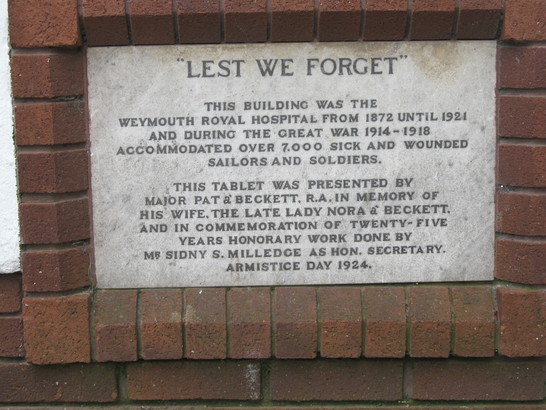 "LEST WE FORGET"
THIS BUILDING WAS THE
WEYMOUTH ROYAL HOSPITAL FROM 1872 UNTIL 1921
AND DURING THE GREAT WAR 1914-1918
ACCOMMODATED OVER 7,000 SICK AND WOUNDED
SAILORS AND SOLDIERS.
THIS TABLET WAS PRESENTED BY
MAJOR PAT á BECKETT, R.A. IN MEMORY OF
HIS WIFE, THE LATE LADY NORA á BECKETT,
AND IN COMMEMORATION OF TWENTY-FIVE
YEARS HONORARY WORK DONE BY
MR SIDNY S. MILLEDGE AS HON. SECRETARY.
ARMISTICE DAY 1924.